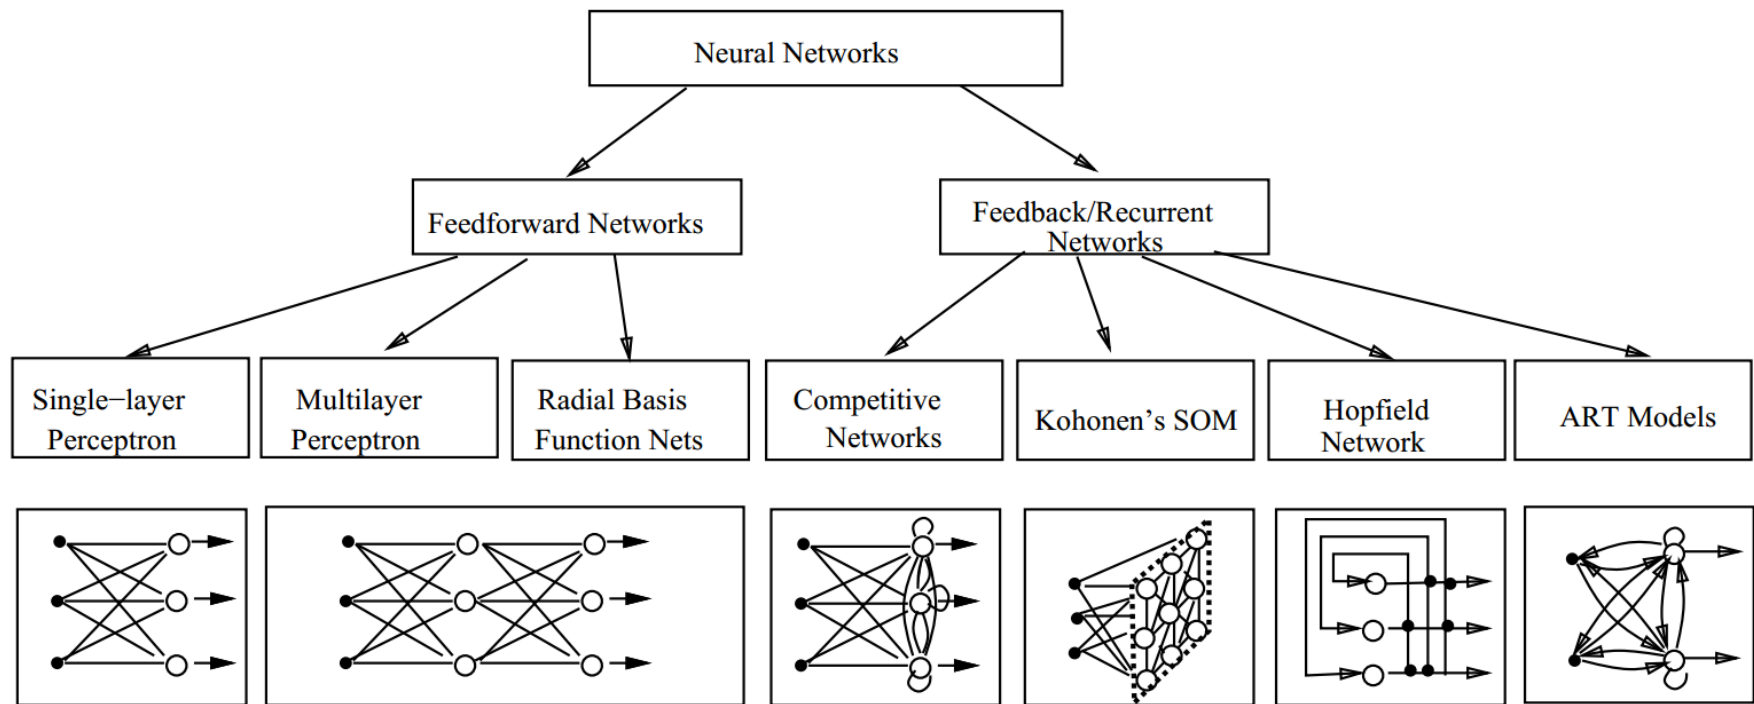 Neural Networks
Feedforward Networks
Feedback/Recurrent
Networks
Single−layer
Perceptron
Multilayer
Perceptron
Radial Basis
Function Nets
Competitive
Networks
Kohonen's SOM
Hopfield
Network
ART Models